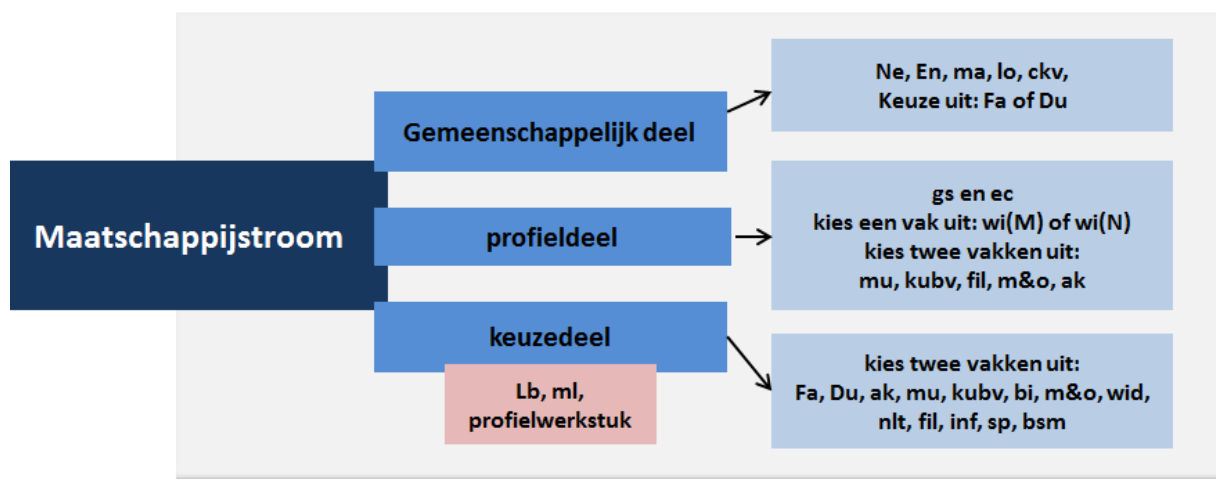 Maatschappijstroom
Gemeenschappelijk deel
Ne, En, ma, lo, ckv,
Keuze uit: Fa of Du
profieldeel
gs en ec
kies een vak uit: wi(M) of wi(N)
kies twee vakken uit:
mu, kubv, fil, m&o, ak
keuzedeel
Lb, ml,
profielwerkstuk
kies twee vakken uit:
Fa, Du, ak, mu, kubv, bi, m&o, wid,
nlt, fil, inf, sp, bsm